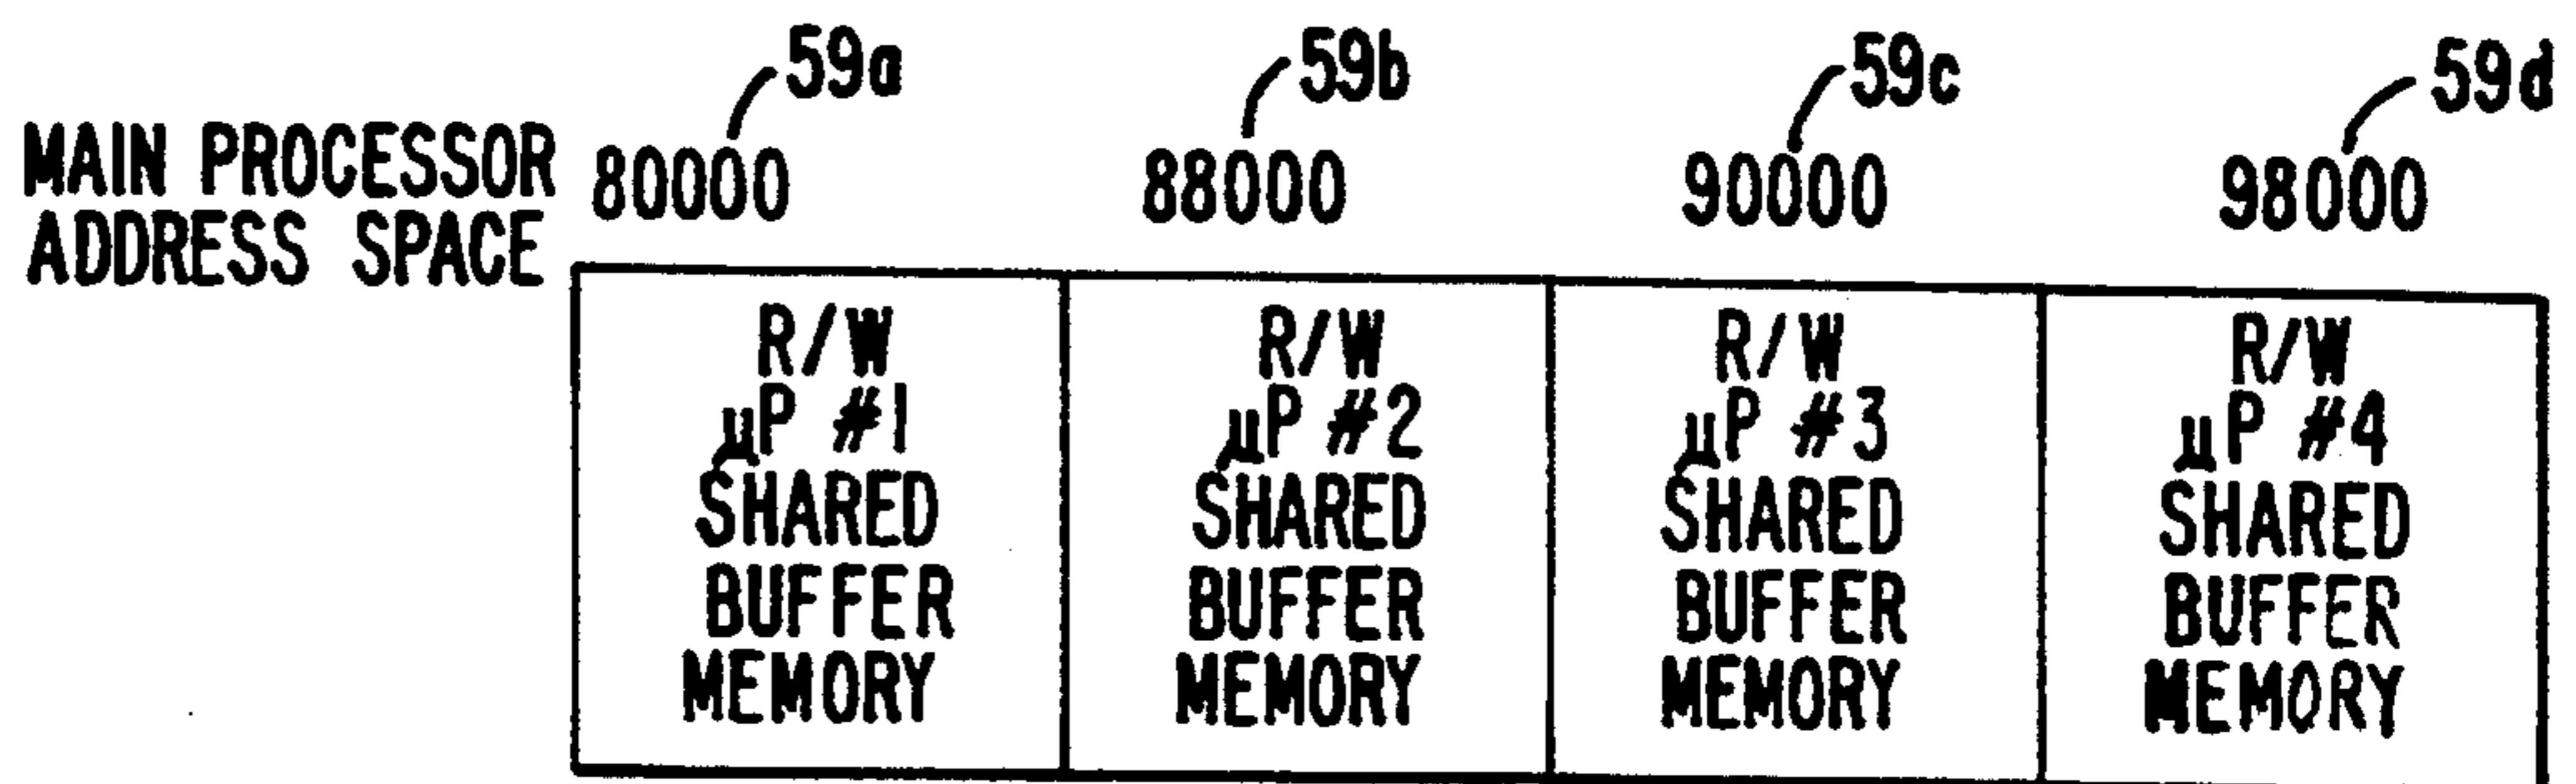 59a 59b 59c 59d
MAIN PROCESSOR 80000 88000 90000 98000
ADDRESS SPACE
R/W R/W R/W R/W
µP #1 µP #2 µP #3 µP #4
SHARED SHARED SHARED SHARED
BUFFER BUFFER BUFFER BUFFER
MEMORY MEMORY MEMORY MEMORY